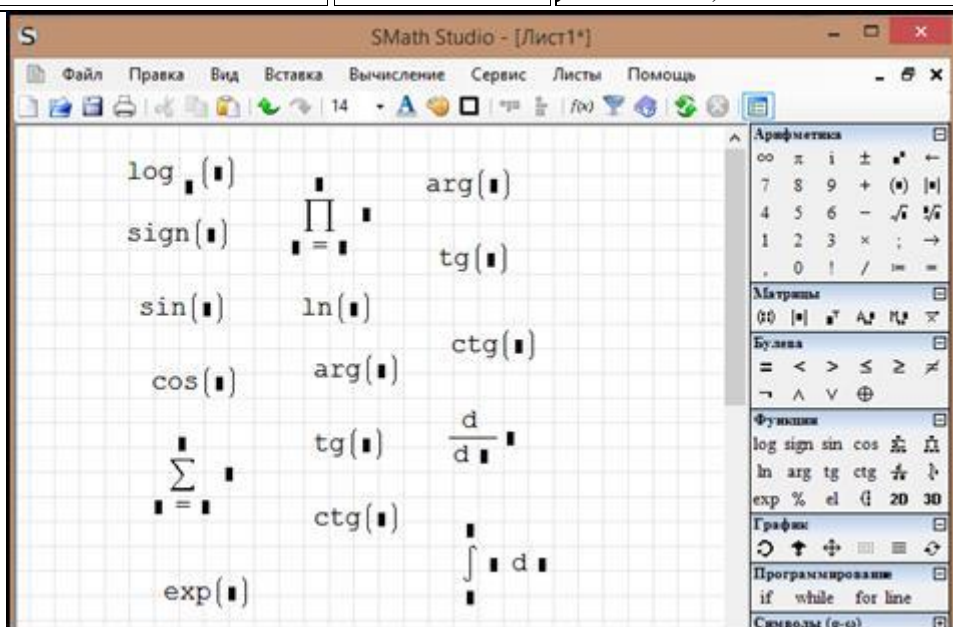 S SMath Studio - [Лист1*]
Файл Правка Вид Вставка Вычисление Сервис Листы Помощь
14 A f(x)
log ▮ (▮)
sign(▮)
sin(▮)
cos(▮)
∑ ▮
▮ = ▮
exp(▮)
∏ ▮
▮ = ▮
ln(▮)
arg(▮)
tg(▮)
ctg(▮)
arg(▮)
tg(▮)
ctg(▮)
d
d ▮ ▮
∫ ▮ d ▮
Арифметика
∞ π i ± ←
7 8 9 + (▪) |▪|
4 5 6 − √
1 2 3 × ; →
, 0 ! / := =
Матрицы
Булева
= < > ≤ ≥ ≠
¬ ∧ ∨ ⊕
Функции
log sign sin cos
ln arg tg ctg
exp % el 2D 3D
График
Программирование
if while for line
Символы (α-ω)